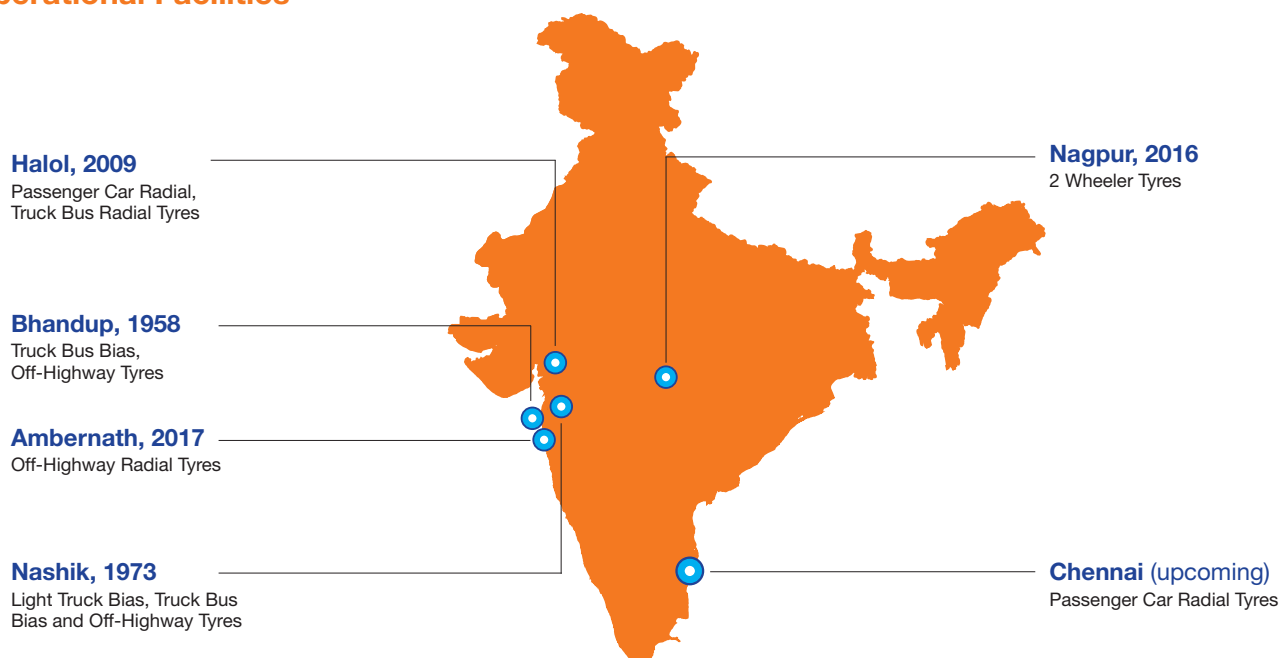 Operational Facilities
Halol, 2009
Passenger Car Radial,
Truck Bus Radial Tyres
Bhandup, 1958
Truck Bus Bias,
Off-Highway Tyres
Ambernath, 2017
Off-Highway Radial Tyres
Nashik, 1973
Light Truck Bias, Truck Bus
Bias and Off-Highway Tyres
Nagpur, 2016
2 Wheeler Tyres
Chennai (upcoming)
Passenger Car Radial Tyres